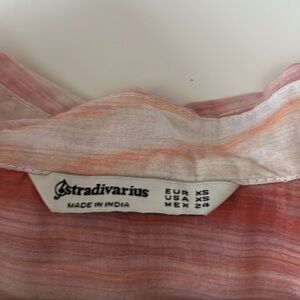 stradivarius
MADE IN INDIA
EUR XS
USA XS
MEX 24